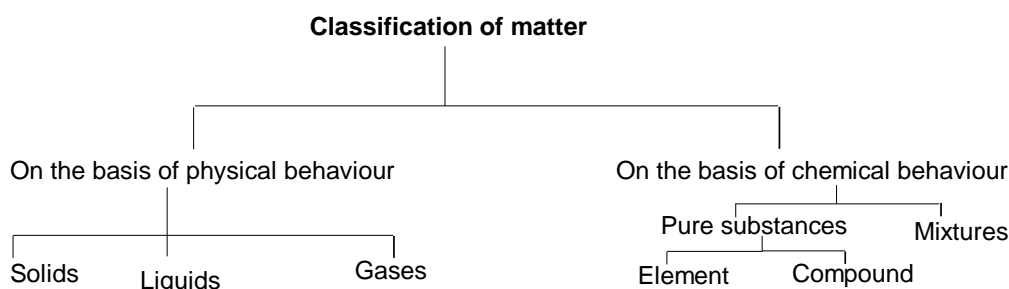 Classification of matter
On the basis of physical behaviour
On the basis of chemical behaviour
Pure substances
Mixtures
Solids
Liquids
Gases
Element
Compound